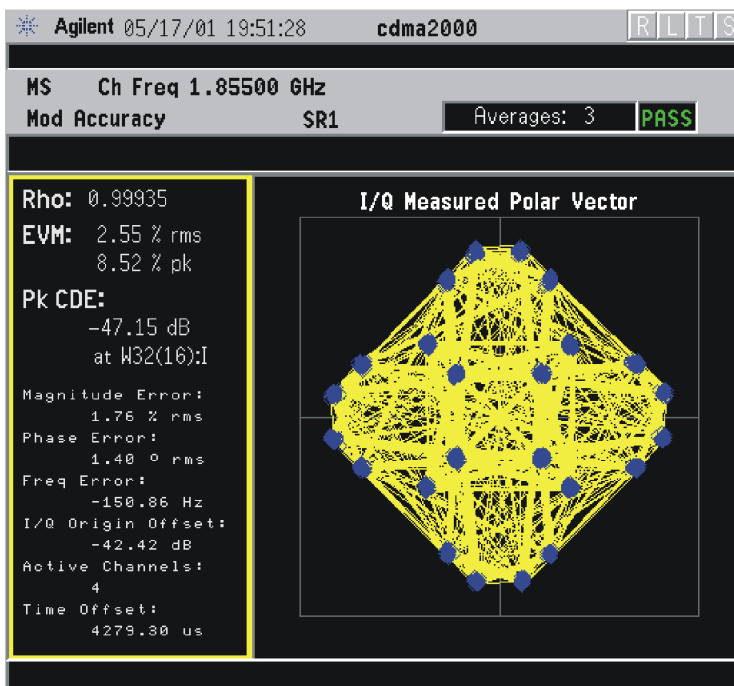 Agilent 05/17/01 19:51:28 cdma2000 R L T S
MS Ch Freq 1.85500 GHz
Mod Accuracy SR1 Averages: 3 PASS
I/Q Measured Polar Vector
Rho: 0.99935
EVM: 2.55 % rms
8.52 % pk
Pk CDE:
-47.15 dB
at W32(16):I
Magnitude Error:
1.76 % rms
Phase Error:
1.40 º rms
Freq Error:
-150.86 Hz
I/Q Origin Offset:
-42.42 dB
Active Channels:
4
Time Offset:
4279.30 us